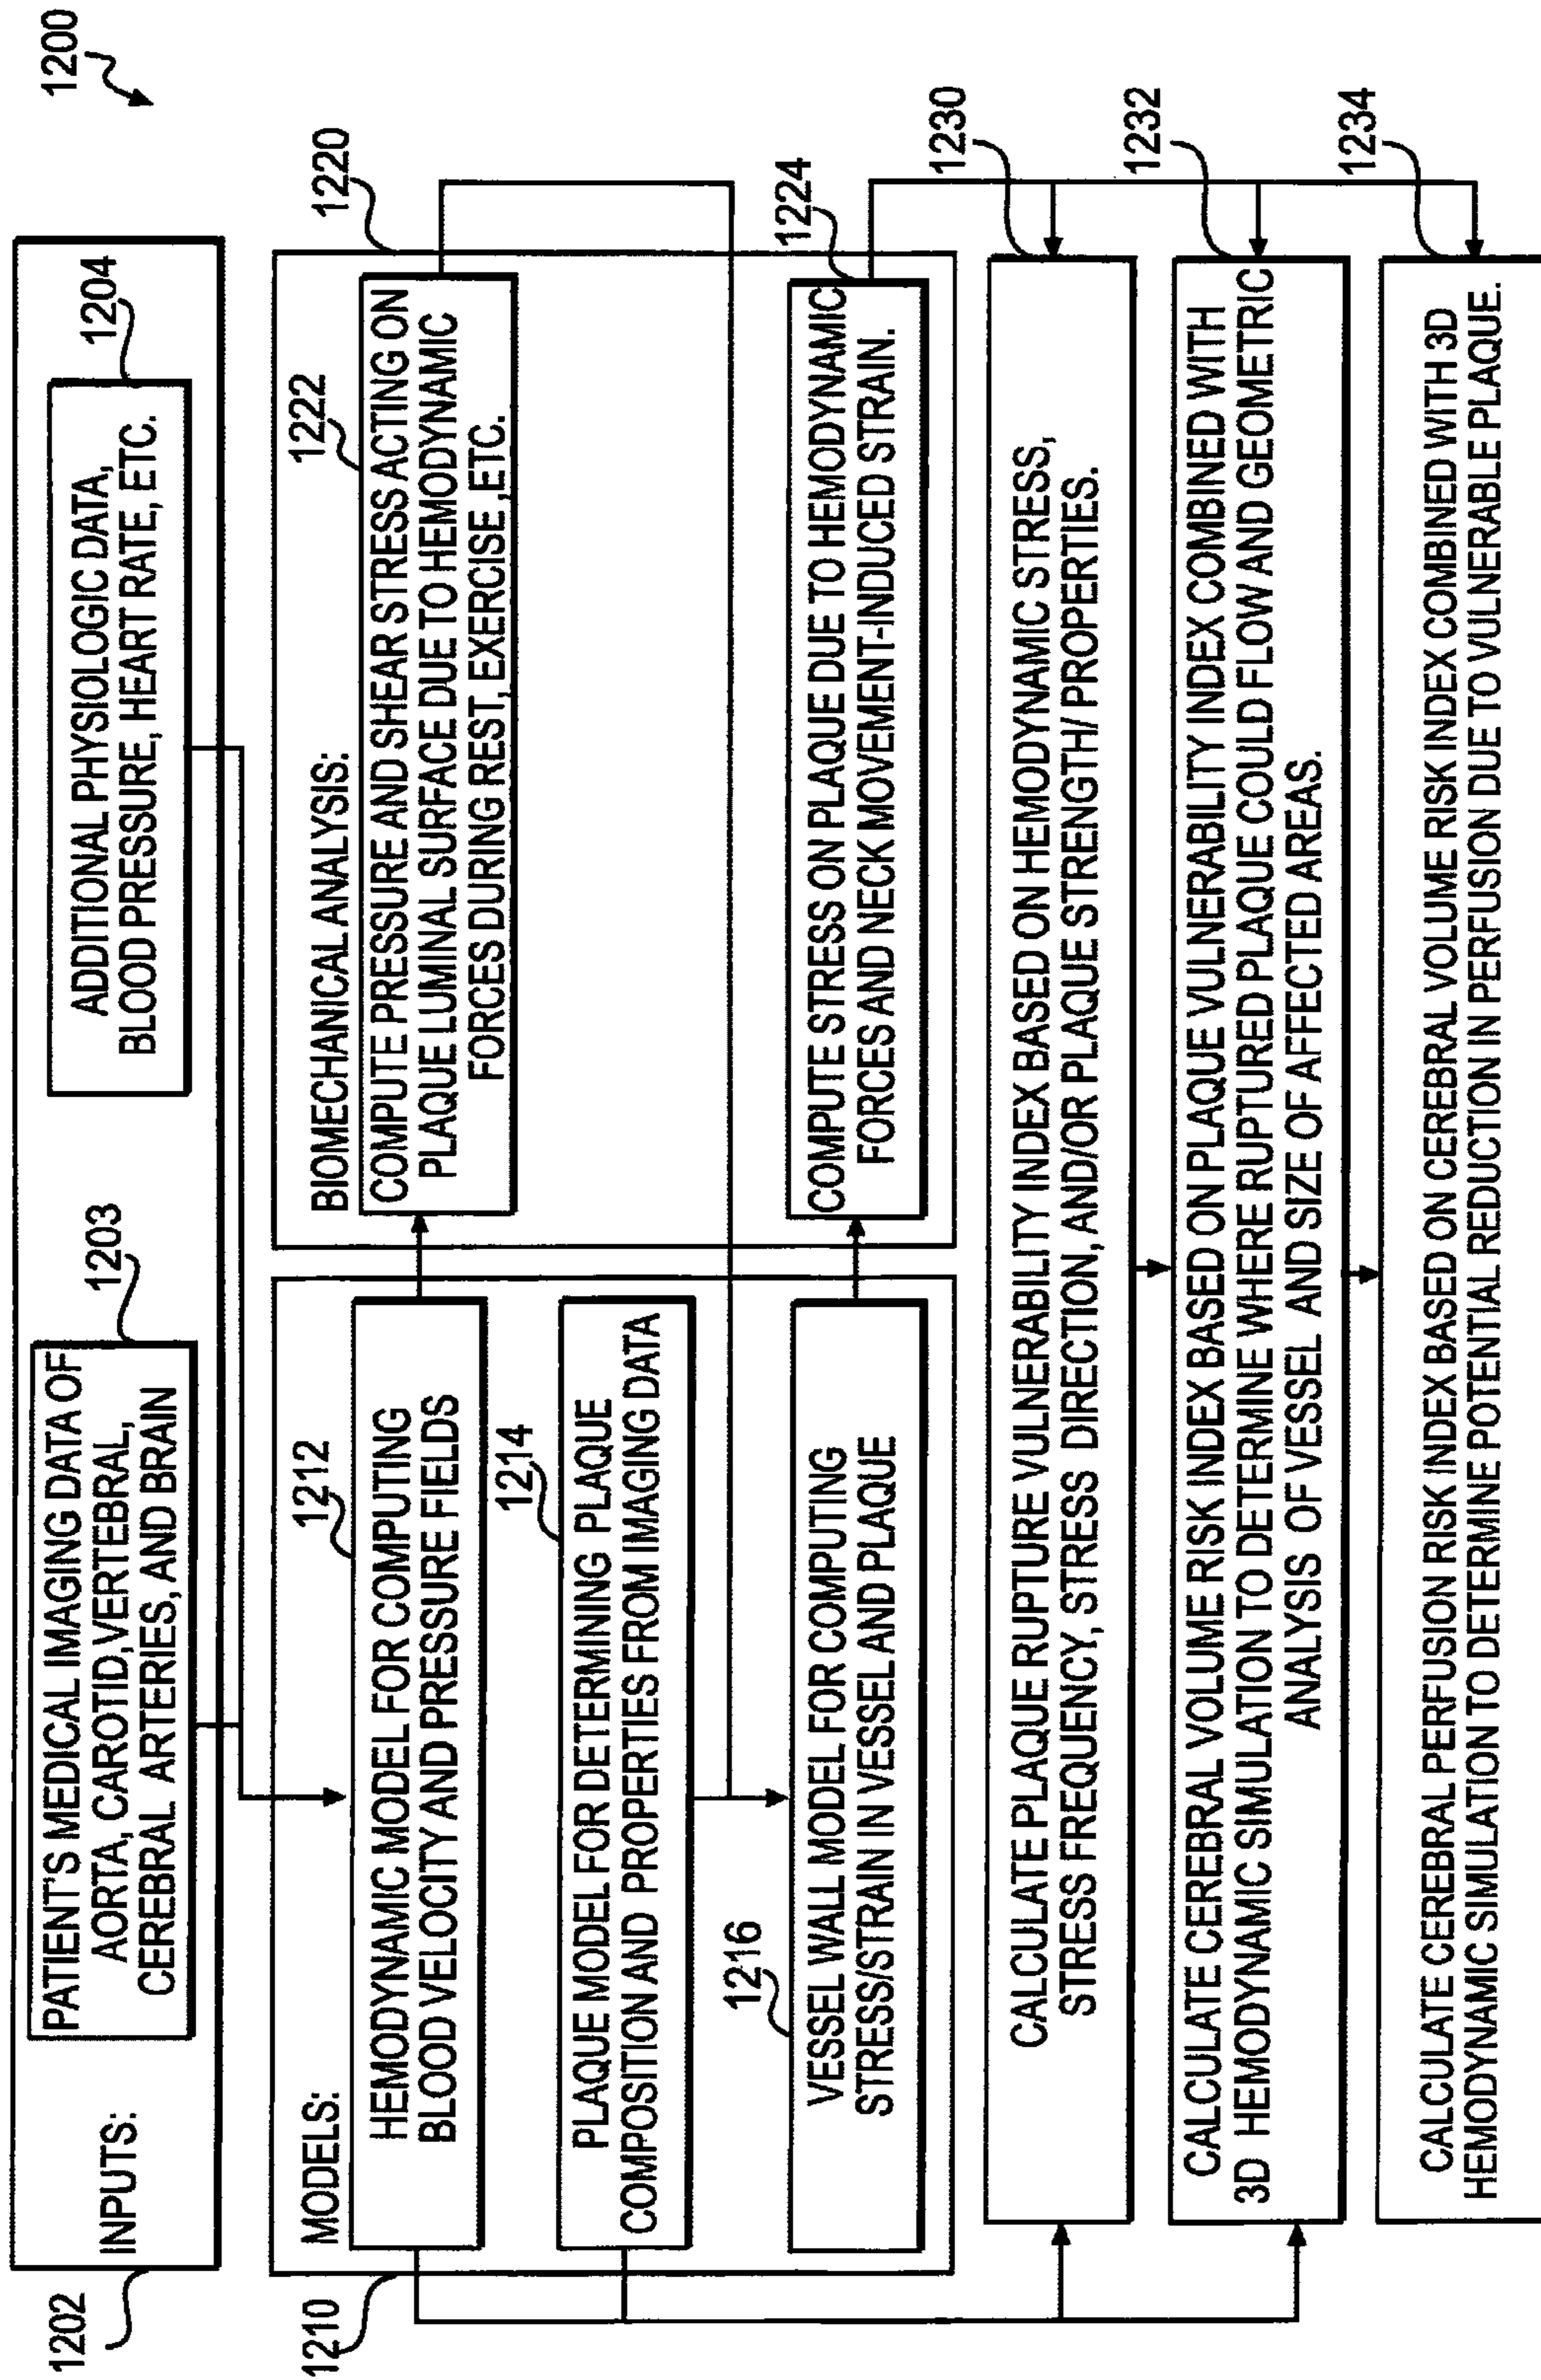 1200
1202
INPUTS:
1203
PATIENT'S MEDICAL IMAGING DATA OF
AORTA, CAROTID,VERTEBRAL,
CEREBRAL ARTERIES, AND BRAIN
1204
ADDITIONAL PHYSIOLOGIC DATA,
BLOOD PRESSURE, HEART RATE, ETC.
1210
MODELS:
1212
HEMODYNAMIC MODEL FOR COMPUTING
BLOOD VELOCITY AND PRESSURE FIELDS
1214
PLAQUE MODEL FOR DETERMINING PLAQUE
COMPOSITION AND PROPERTIES FROM IMAGING DATA
1216
VESSEL WALL MODEL FOR COMPUTING
STRESS/STRAIN IN VESSEL AND PLAQUE
1220
BIOMECHANICAL ANALYSIS:
1222
COMPUTE PRESSURE AND SHEAR STRESS ACTING ON
PLAQUE LUMINAL SURFACE DUE TO HEMODYNAMIC
FORCES DURING REST, EXERCISE ,ETC.
1224
COMPUTE STRESS ON PLAQUE DUE TO HEMODYNAMIC
FORCES AND NECK MOVEMENT-INDUCED STRAIN.
1230
CALCULATE PLAQUE RUPTURE VULNERABILITY INDEX BASED ON HEMODYNAMIC STRESS,
STRESS FREQUENCY, STRESS DIRECTION, AND/OR PLAQUE STRENGTH/ PROPERTIES.
1232
CALCULATE CEREBRAL VOLUME RISK INDEX BASED ON PLAQUE VULNERABILITY INDEX COMBINED WITH
3D HEMODYNAMIC SIMULATION TO DETERMINE WHERE RUPTURED PLAQUE COULD FLOW AND GEOMETRIC
ANALYSIS OF VESSEL AND SIZE OF AFFECTED AREAS.
1234
CALCULATE CEREBRAL PERFUSION RISK INDEX BASED ON CEREBRAL VOLUME RISK INDEX COMBINED WITH 3D
HEMODYNAMIC SIMULATION TO DETERMINE POTENTIAL REDUCTION IN PERFUSION DUE TO VULNERABLE PLAQUE.